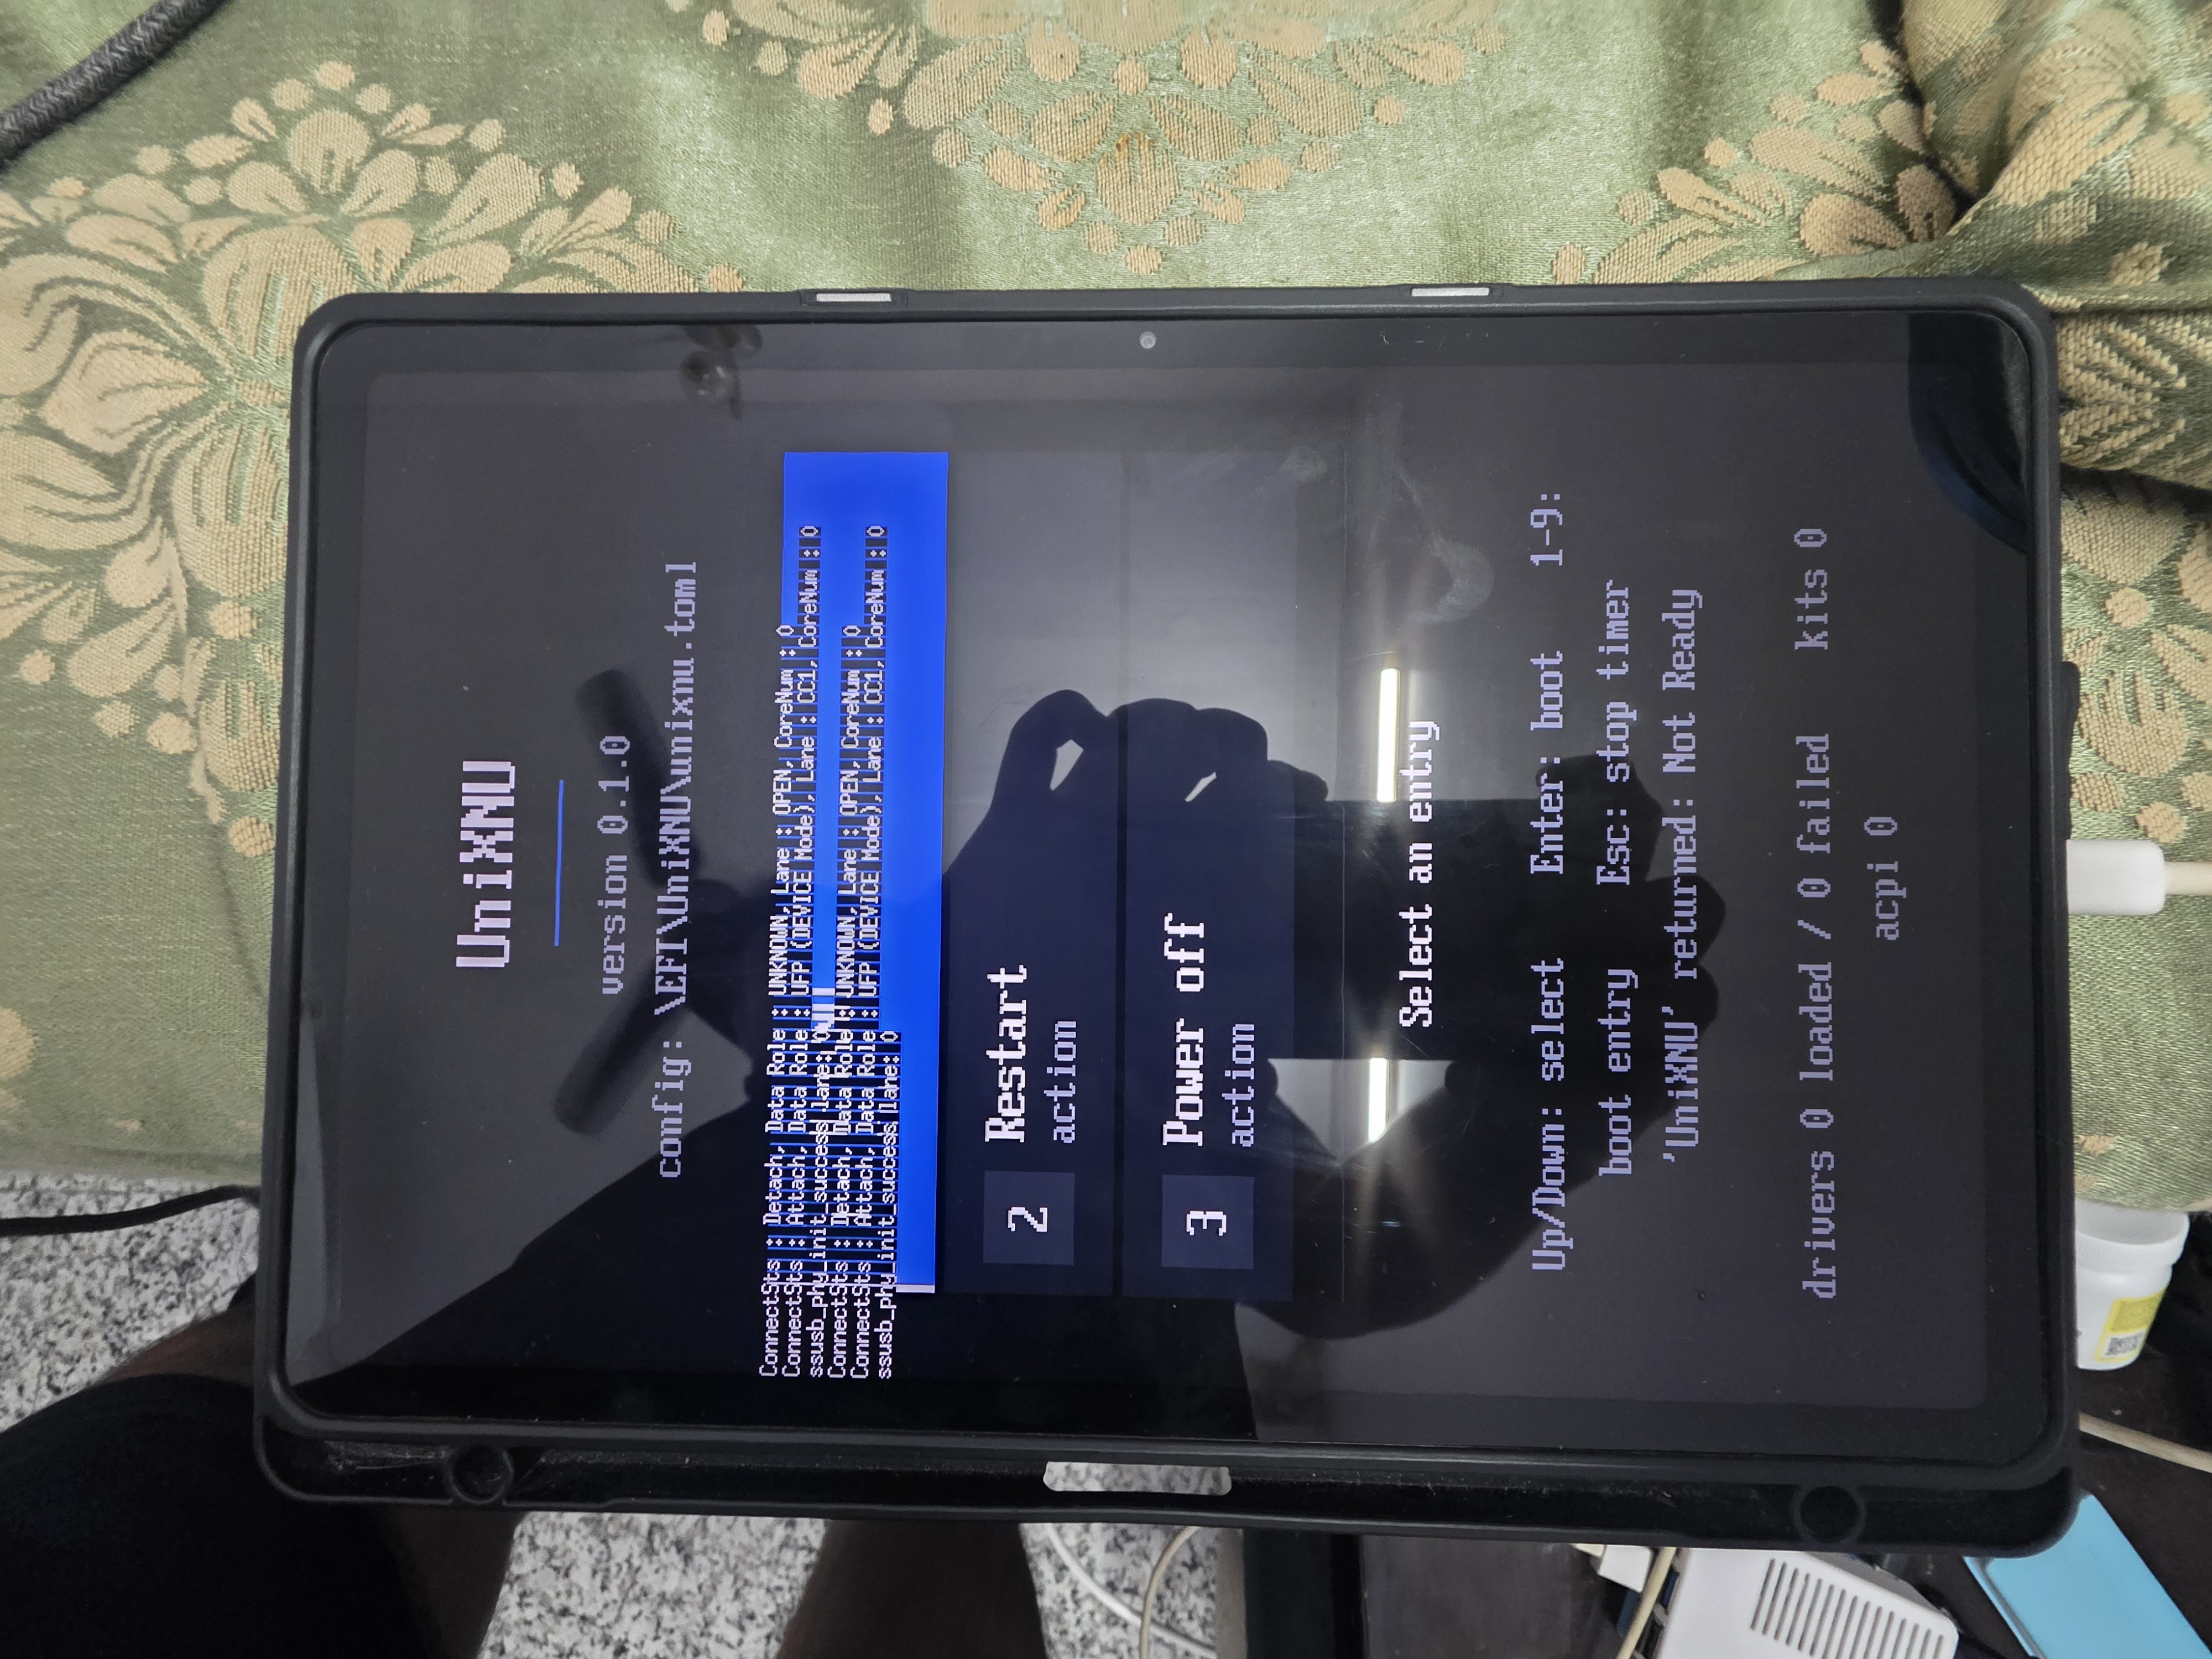 UniXNU
version 0.1.0
config: \EFI\UniXNU\unixnu.toml
ConnectSts : Detach, Data Role : UNKNOWN, Lane : OPEN, CoreNum : 0
ConnectSts : Attach, Data Role : UFP (DEVICE Mode), Lane : CC1, CoreNum : 0
ssusb_phy_init_success lane: 0
ConnectSts : Detach, Data Role : UNKNOWN, Lane : OPEN, CoreNum : 0
ConnectSts : Attach, Data Role : UFP (DEVICE Mode), Lane : CC1, CoreNum : 0
ssusb_phy_init_success lane: 0
2 Restart
action
3 Power off
action
Select an entry
Up/Down: select Enter: boot 1-9:
boot entry Esc: stop timer
'UniXNU' returned: Not Ready
drivers 0 loaded / 0 failed kits 0
acpi 0